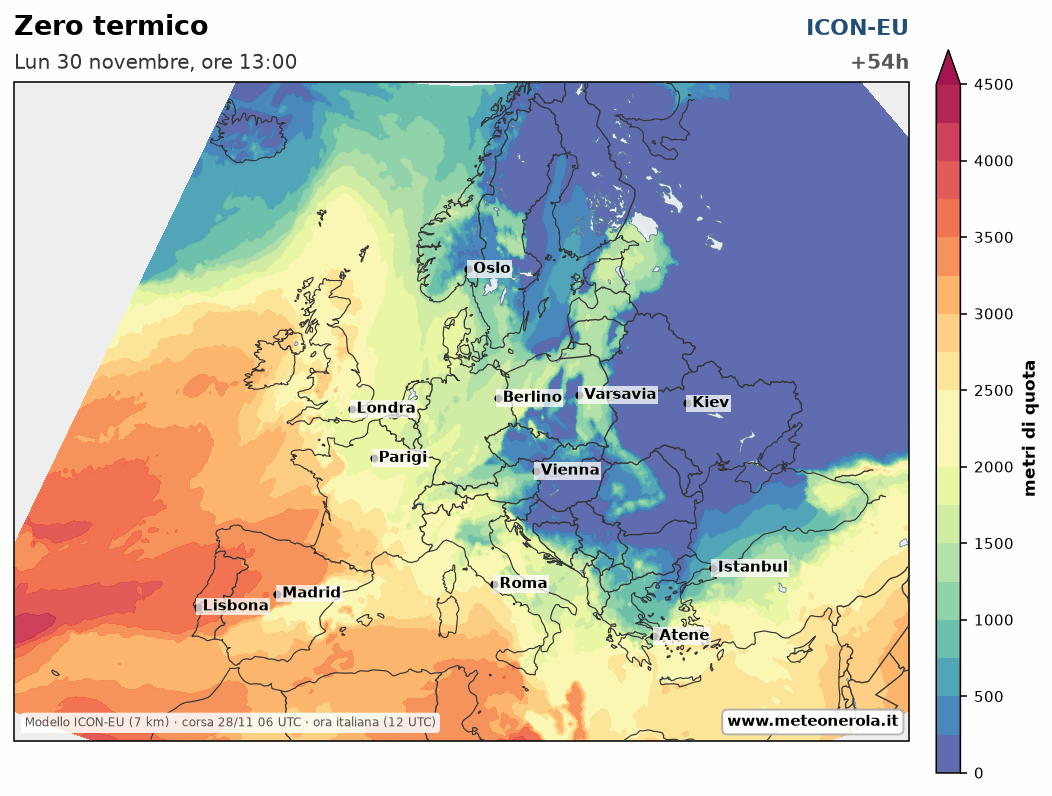 Zero termico
ICON-EU
Lun 30 novembre, ore 13:00
+54h
4500
4000
3500
3000
2500
2000
1500
1000
500
0
metri di quota
Oslo
Londra
Berlino
Varsavia
Kiev
Parigi
Vienna
Istanbul
Roma
Madrid
Lisbona
Atene
Modello ICON-EU (7 km) · corsa 28/11 06 UTC · ora italiana (12 UTC)
www.meteonerola.it